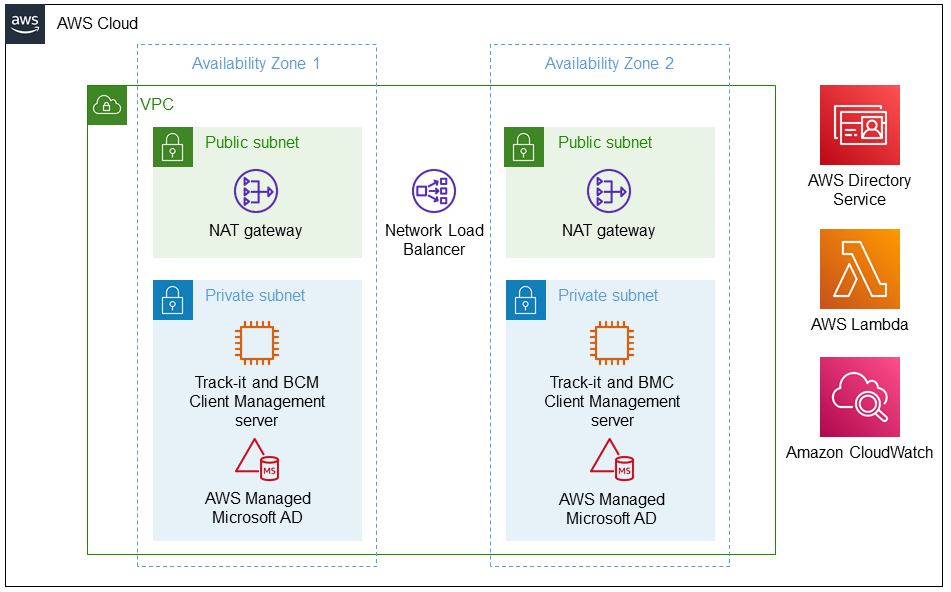 aws
AWS Cloud
Availability Zone 1
Availability Zone 2
VPC
Public subnet
NAT gateway
Network Load
Balancer
Public subnet
NAT gateway
Private subnet
Track-it and BCM
Client Management
server
MS
AWS Managed
Microsoft AD
Private subnet
Track-it and BMC
Client Management
server
MS
AWS Managed
Microsoft AD
AWS Directory
Service
AWS Lambda
Amazon CloudWatch